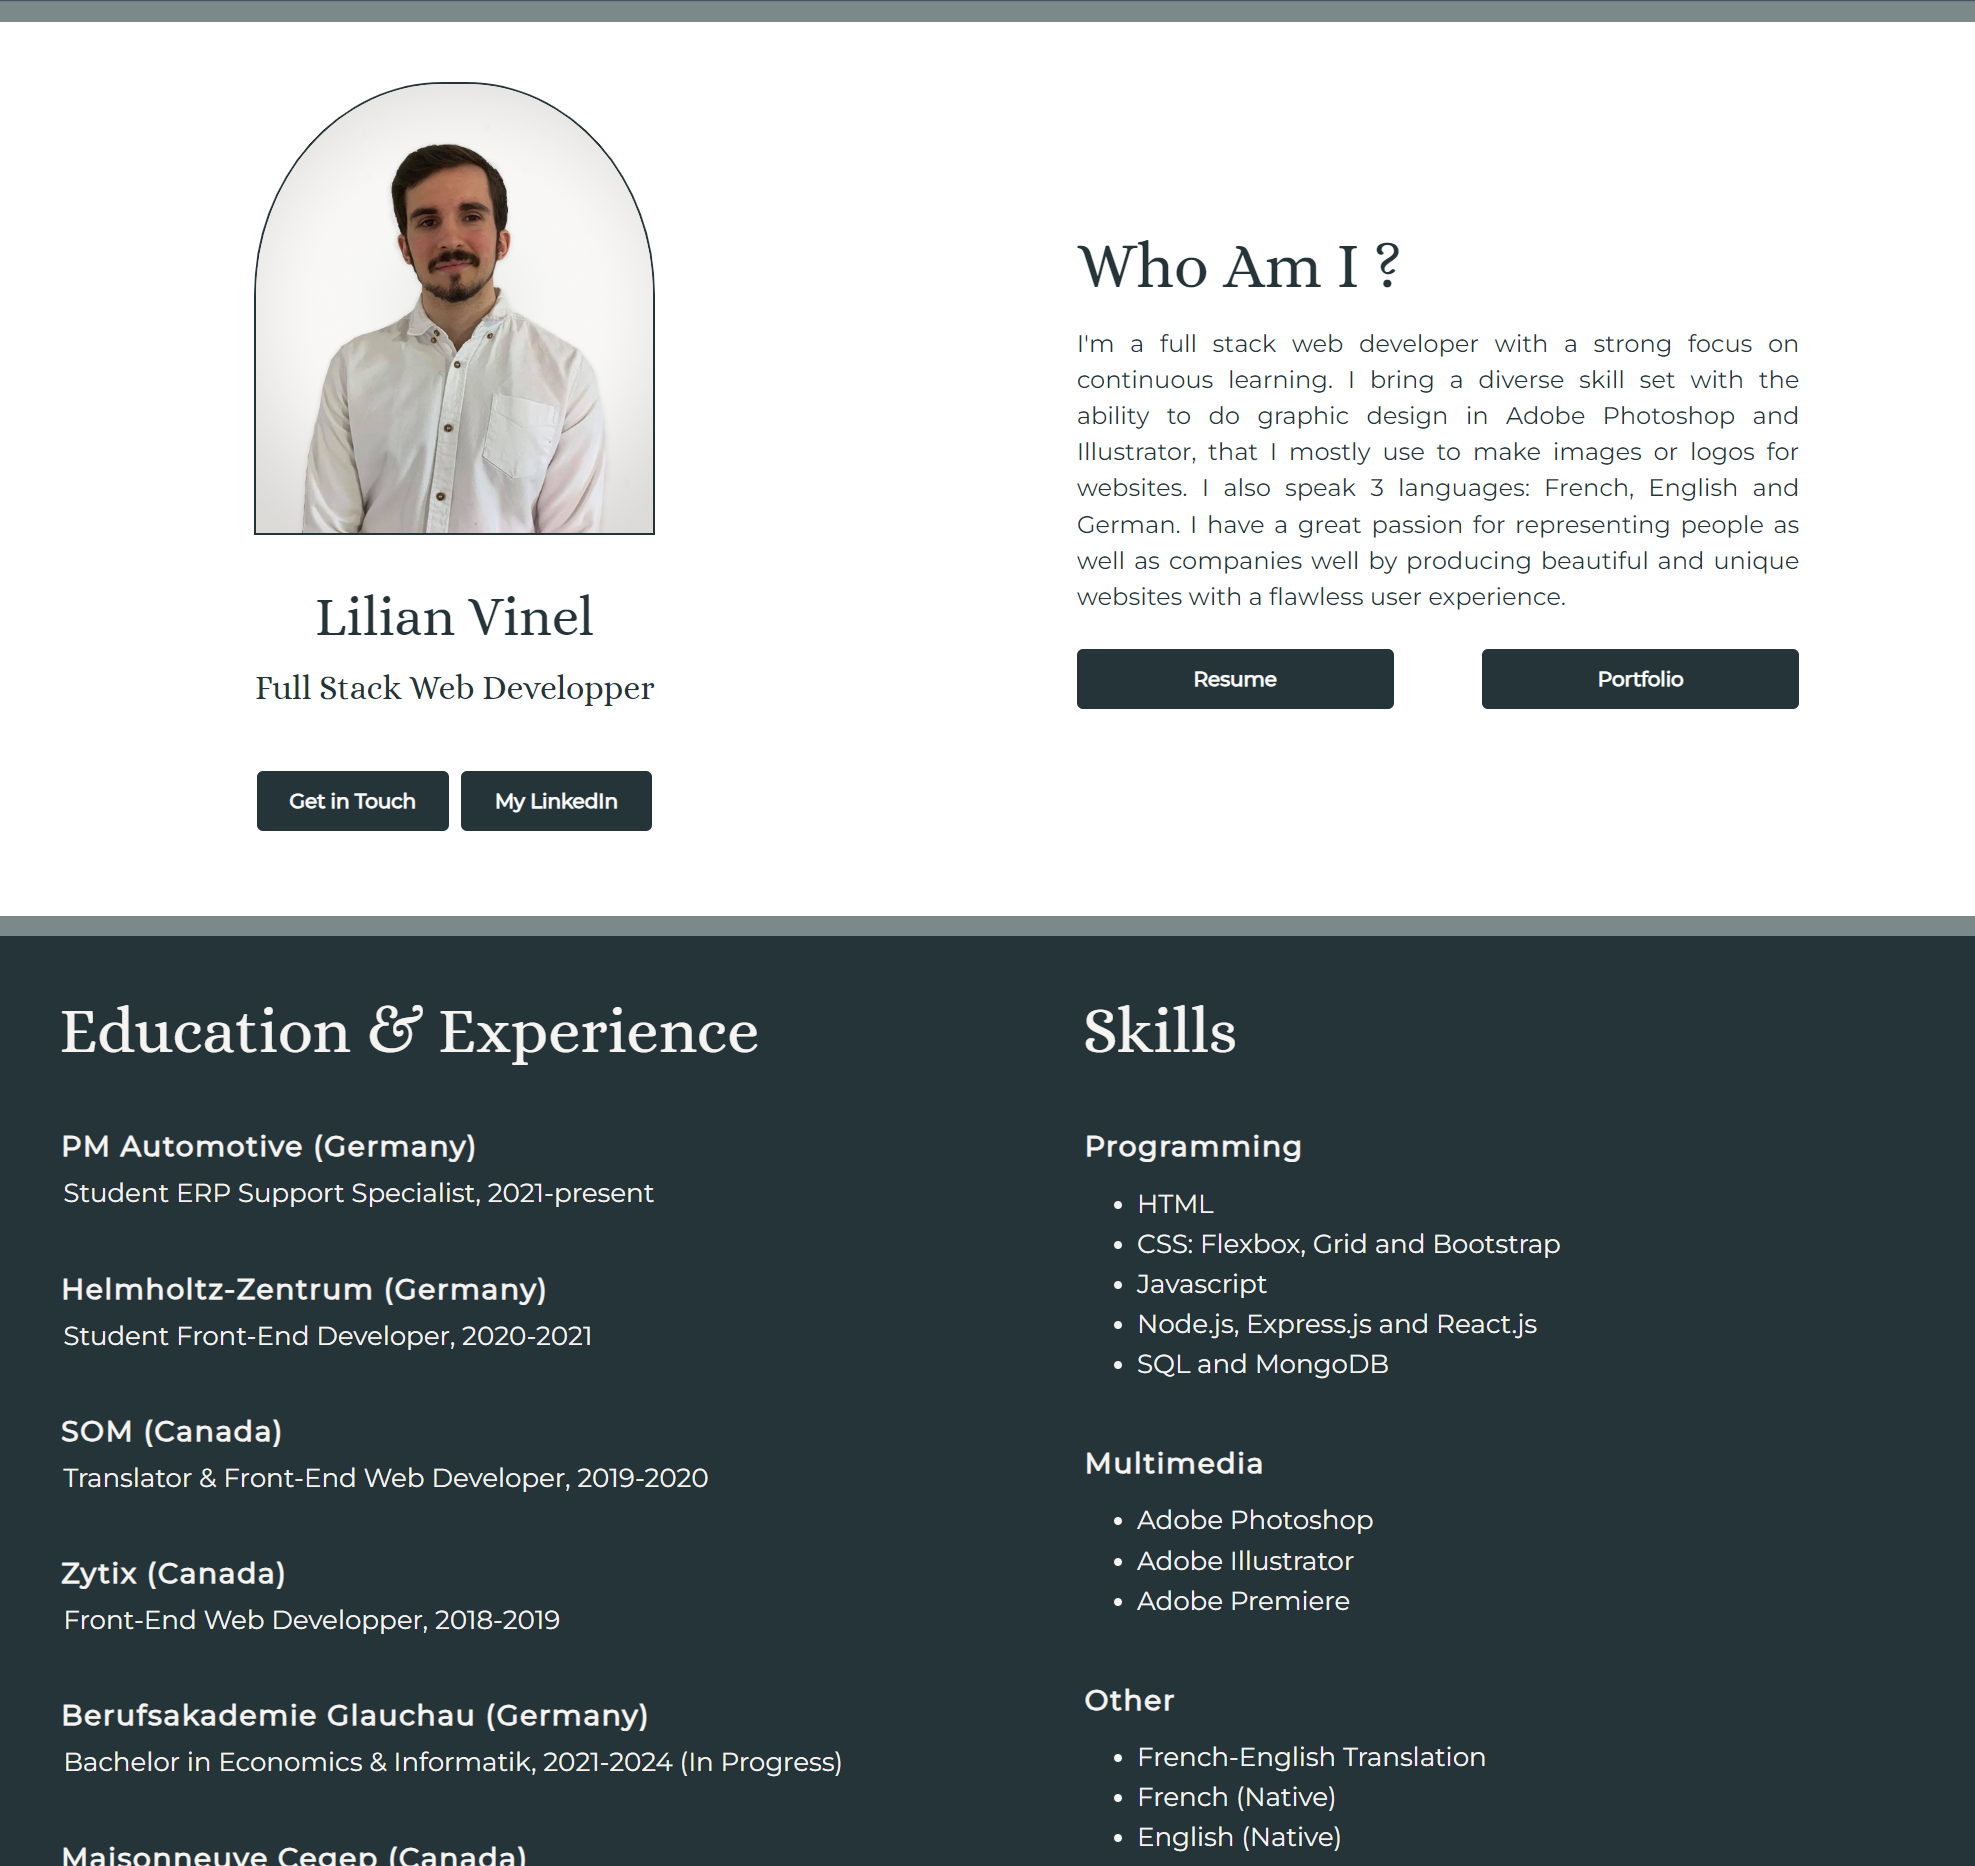 Lilian Vinel
Full Stack Web Developper
Get in Touch
My LinkedIn
Who Am I ?
I'm a full stack web developer with a strong focus on
continuous learning. I bring a diverse skill set with the
ability to do graphic design in Adobe Photoshop and
Illustrator, that I mostly use to make images or logos for
websites. I also speak 3 languages: French, English and
German. I have a great passion for representing people as
well as companies well by producing beautiful and unique
websites with a flawless user experience.
Resume
Portfolio
Education & Experience
PM Automotive (Germany)
Student ERP Support Specialist, 2021-present
Helmholtz-Zentrum (Germany)
Student Front-End Developer, 2020-2021
SOM (Canada)
Translator & Front-End Web Developer, 2019-2020
Zytix (Canada)
Front-End Web Developper, 2018-2019
Berufsakademie Glauchau (Germany)
Bachelor in Economics & Informatik, 2021-2024 (In Progress)
Maisonneuve Cegep (Canada)
Skills
Programming
• HTML
• CSS: Flexbox, Grid and Bootstrap
• Javascript
• Node.js, Express.js and React.js
• SQL and MongoDB
Multimedia
• Adobe Photoshop
• Adobe Illustrator
• Adobe Premiere
Other
• French-English Translation
• French (Native)
• English (Native)